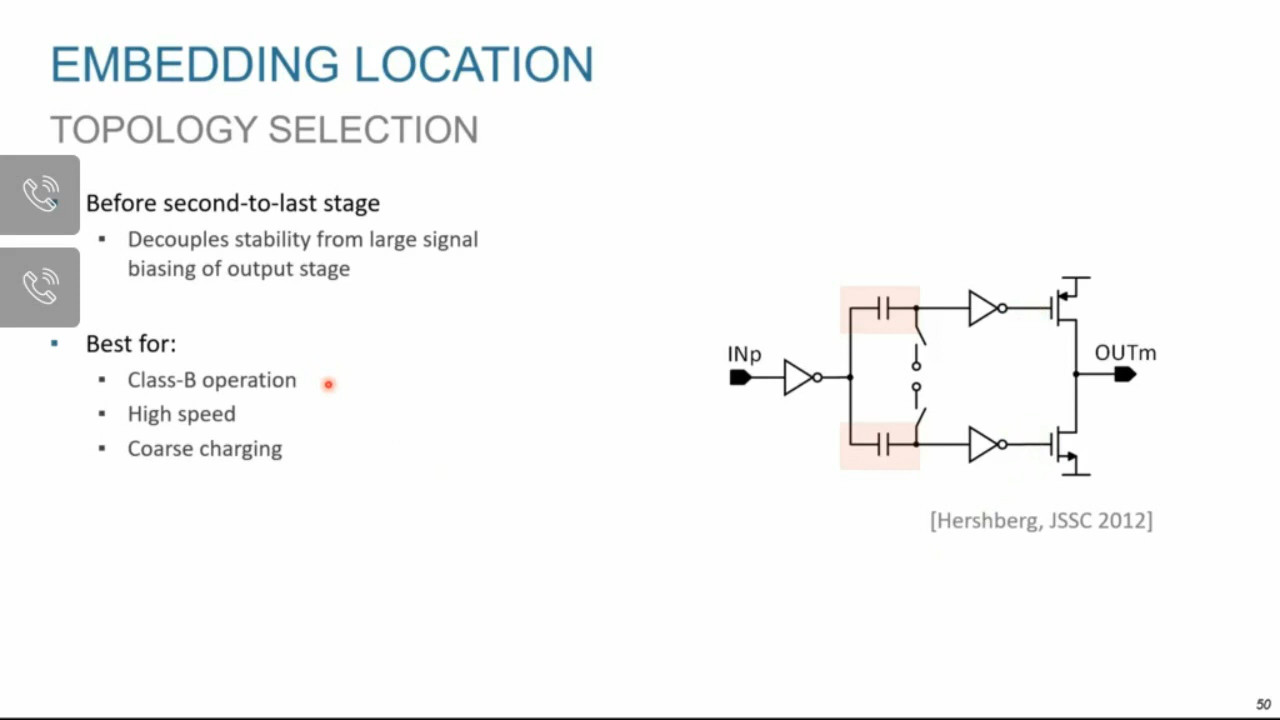 EMBEDDING LOCATION
TOPOLOGY SELECTION
Before second-to-last stage
Decouples stability from large signal
biasing of output stage
Best for:
Class-B operation
High speed
Coarse charging
INp
OUTm
[Hershberg, JSSC 2012]
50